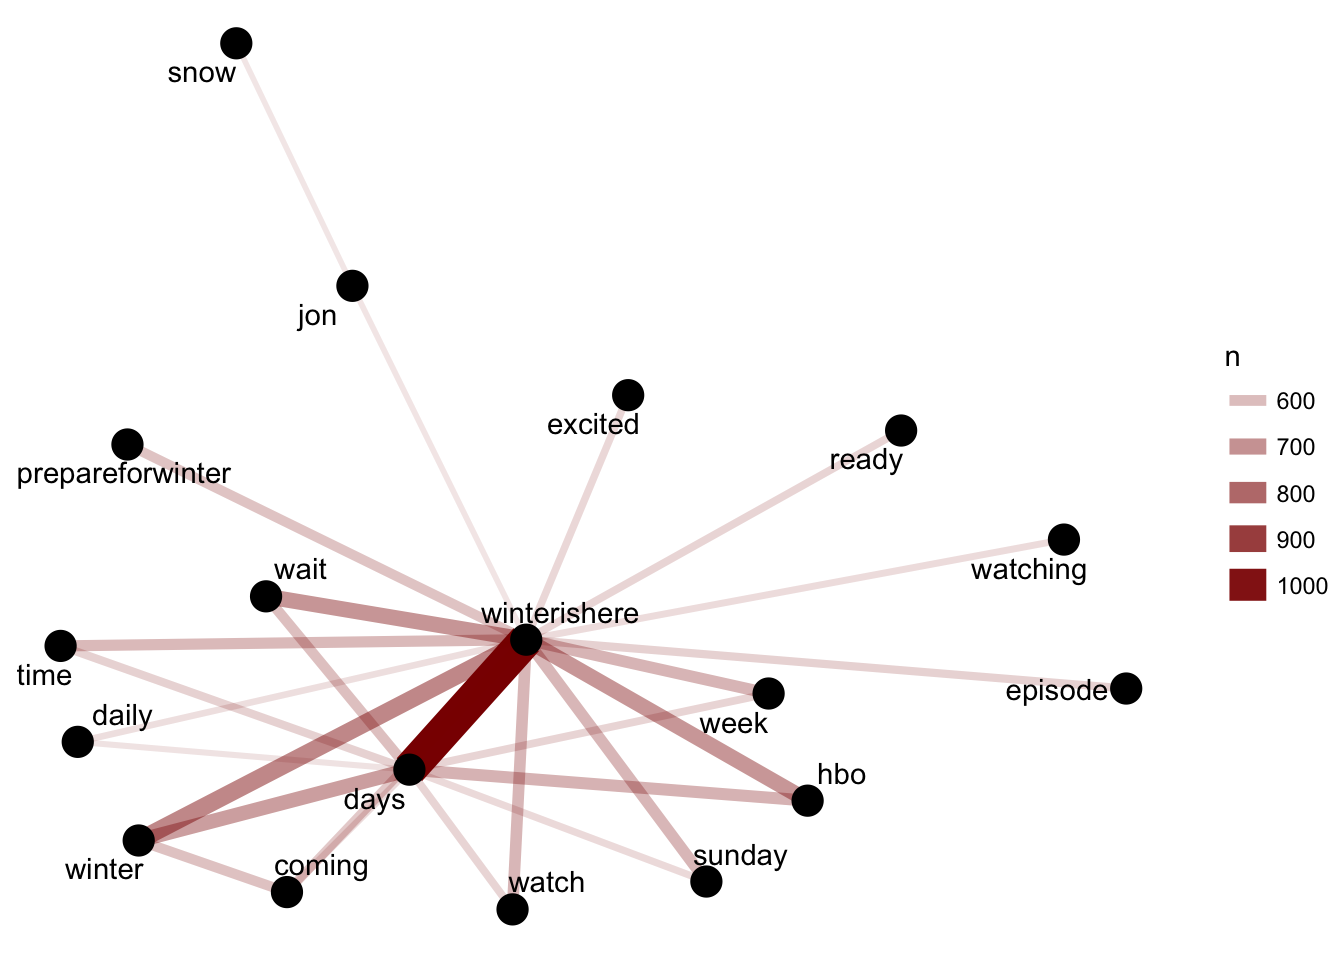 snow
jon
n
excited
600
ready
700
prepareforwinter
800
900
wait
watching
1000
winterishere
time
episode
daily
week
hbo
days
sunday
winter
coming
watch